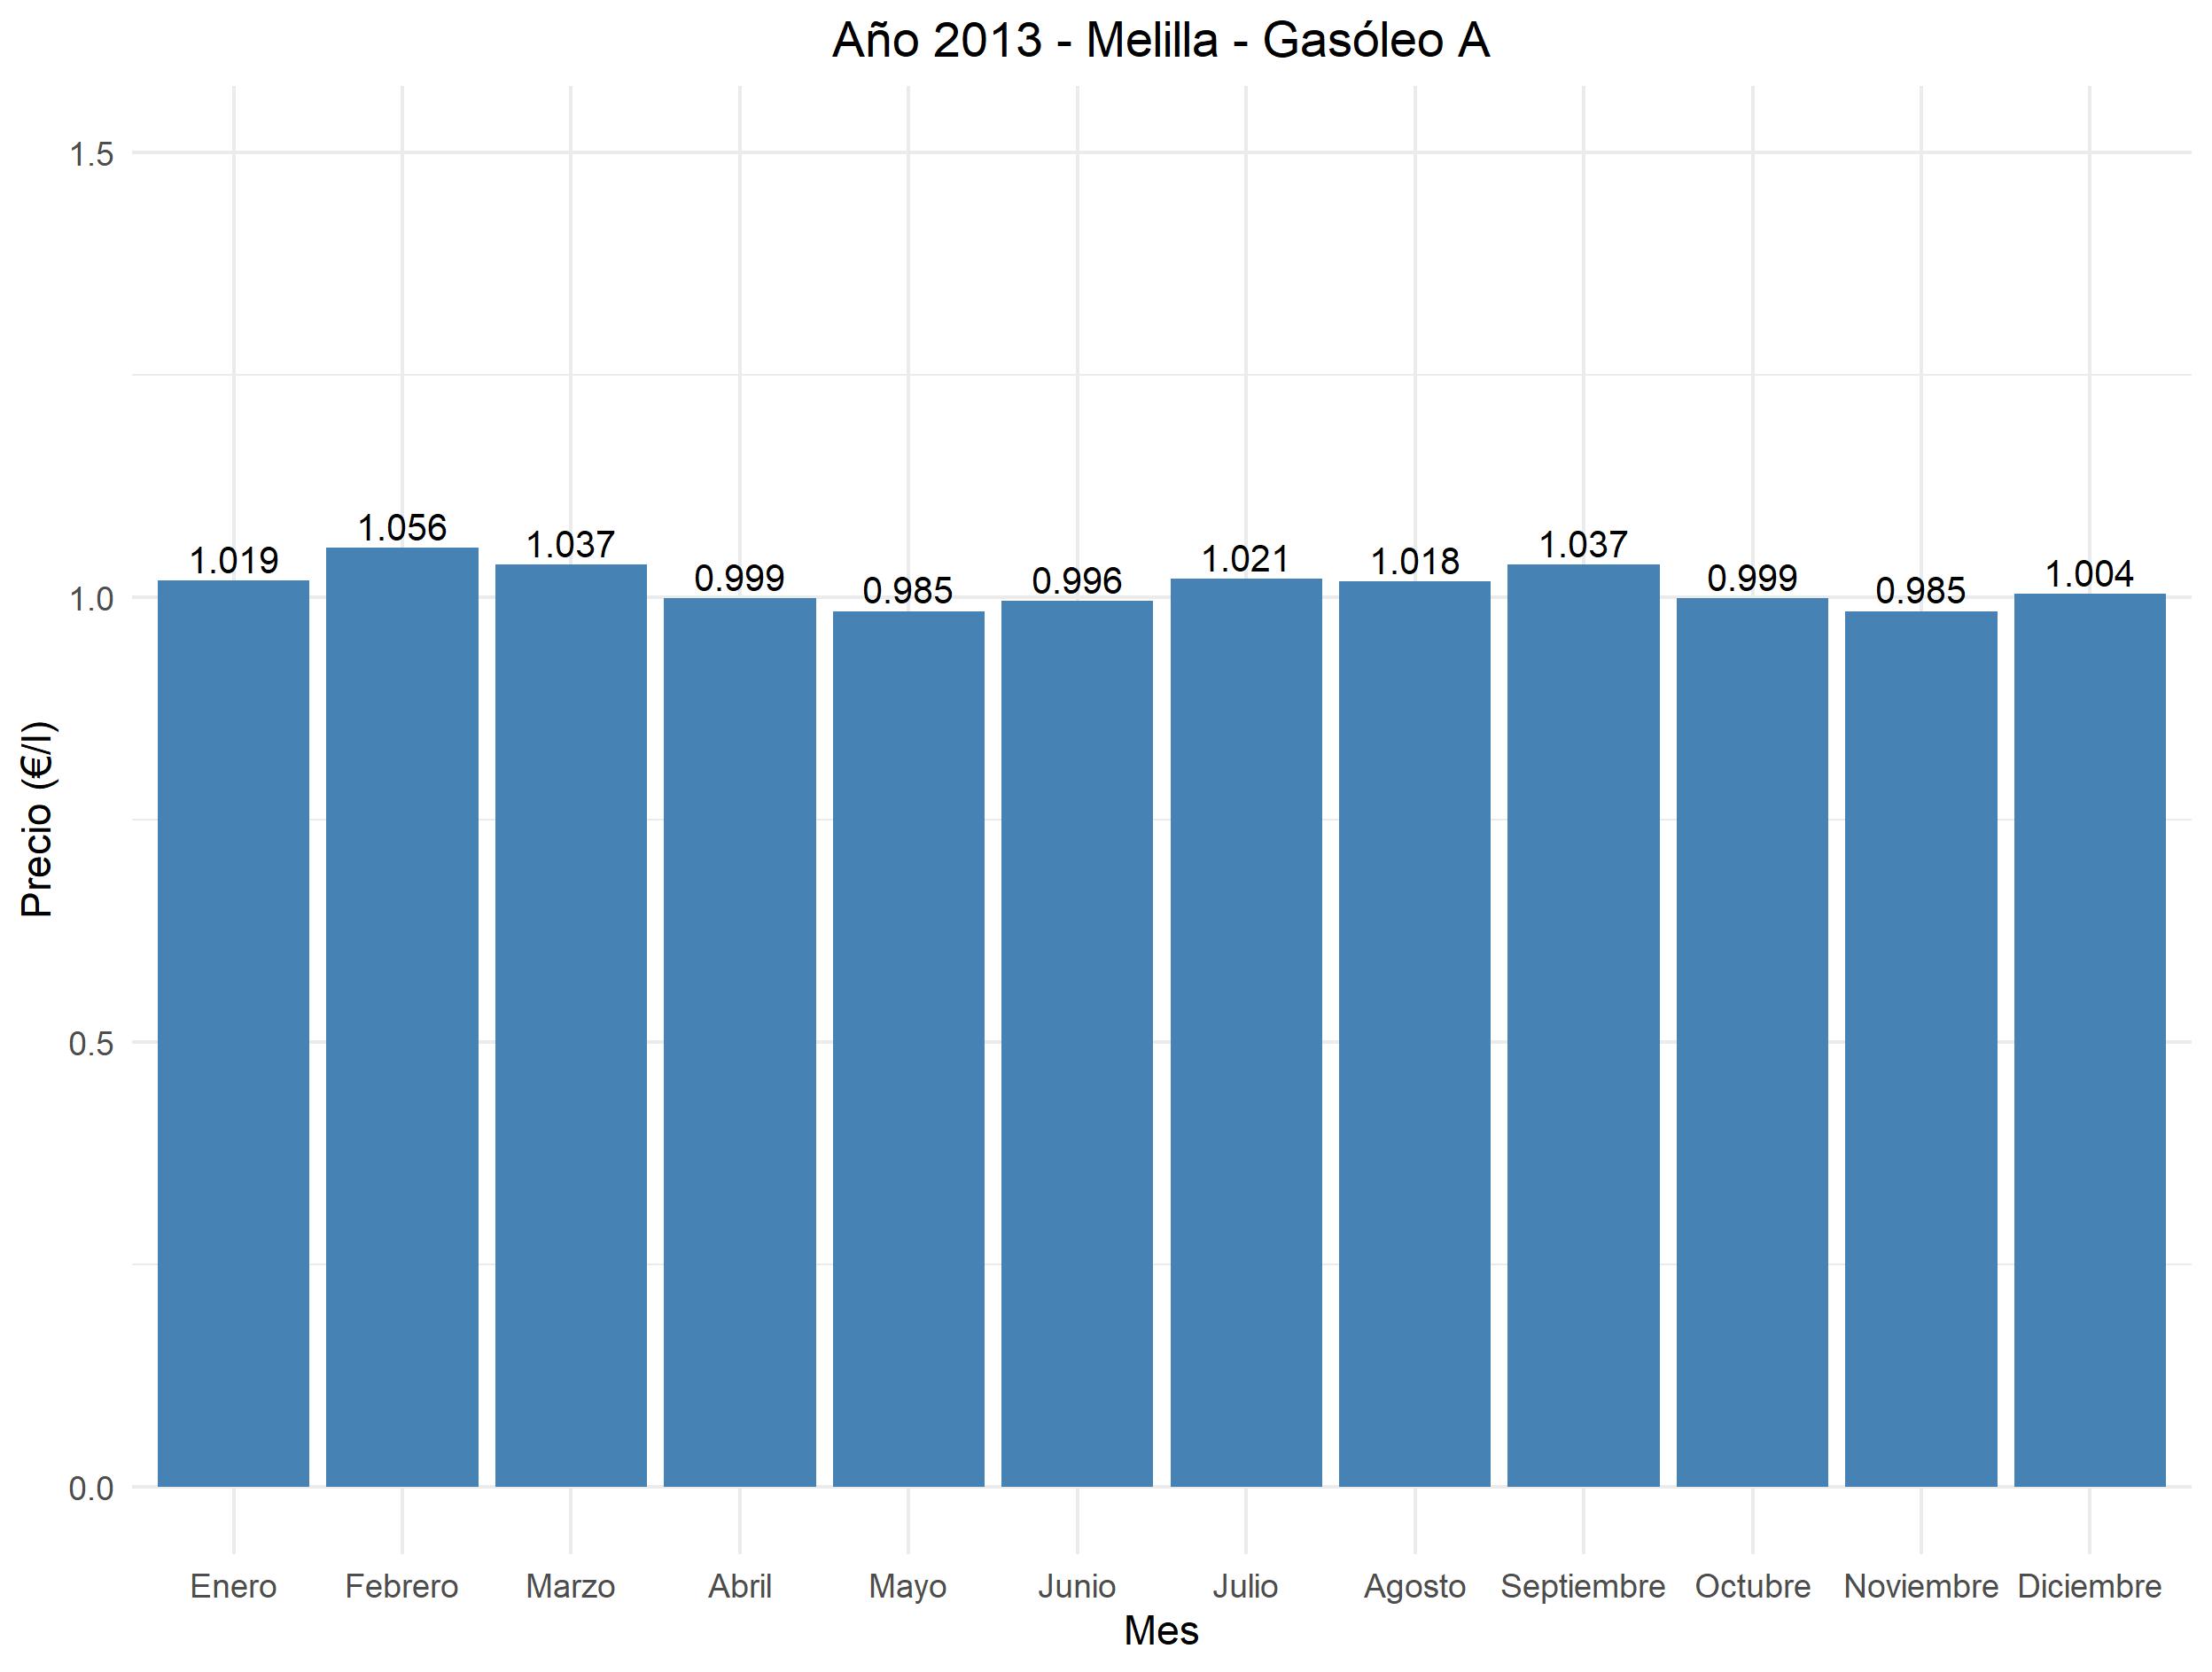 Año 2013 - Melilla - Gasóleo A
Precio (€/l)
1.5
1.0
0.5
0.0
1.019
1.056
1.037
0.999
0.985
0.996
1.021
1.018
1.037
0.999
0.985
1.004
Enero
Febrero
Marzo
Abril
Mayo
Junio
Julio
Agosto
Septiembre
Octubre
Noviembre
Diciembre
Mes